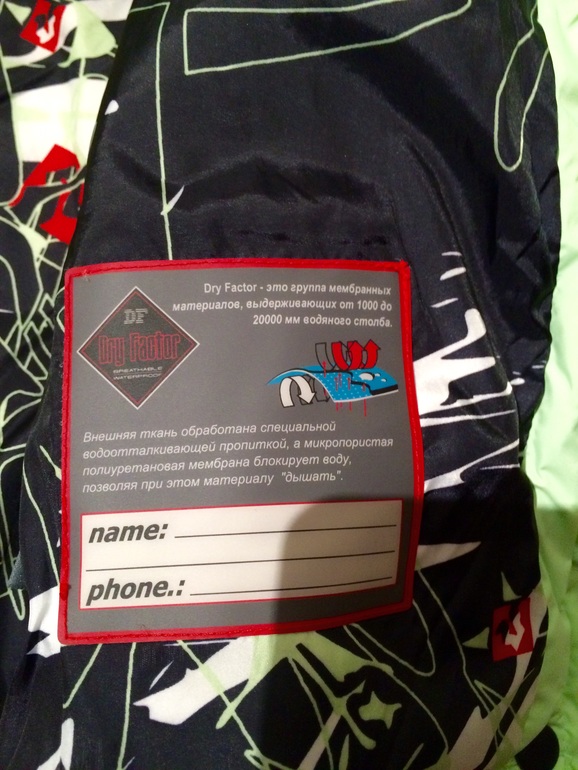 Dry Factor - это группа мембранных
материалов, выдерживающих от 1000 до
20000 мм водяного столба.
DF
Dry Factor
BREATHABLE
WATERPROOF
Внешняя ткань обработана специальной
водоотталкивающей пропиткой, а микропористая
полиуретановая мембрана блокирует воду,
позволяя при этом материалу "дышать".
name:
phone.: